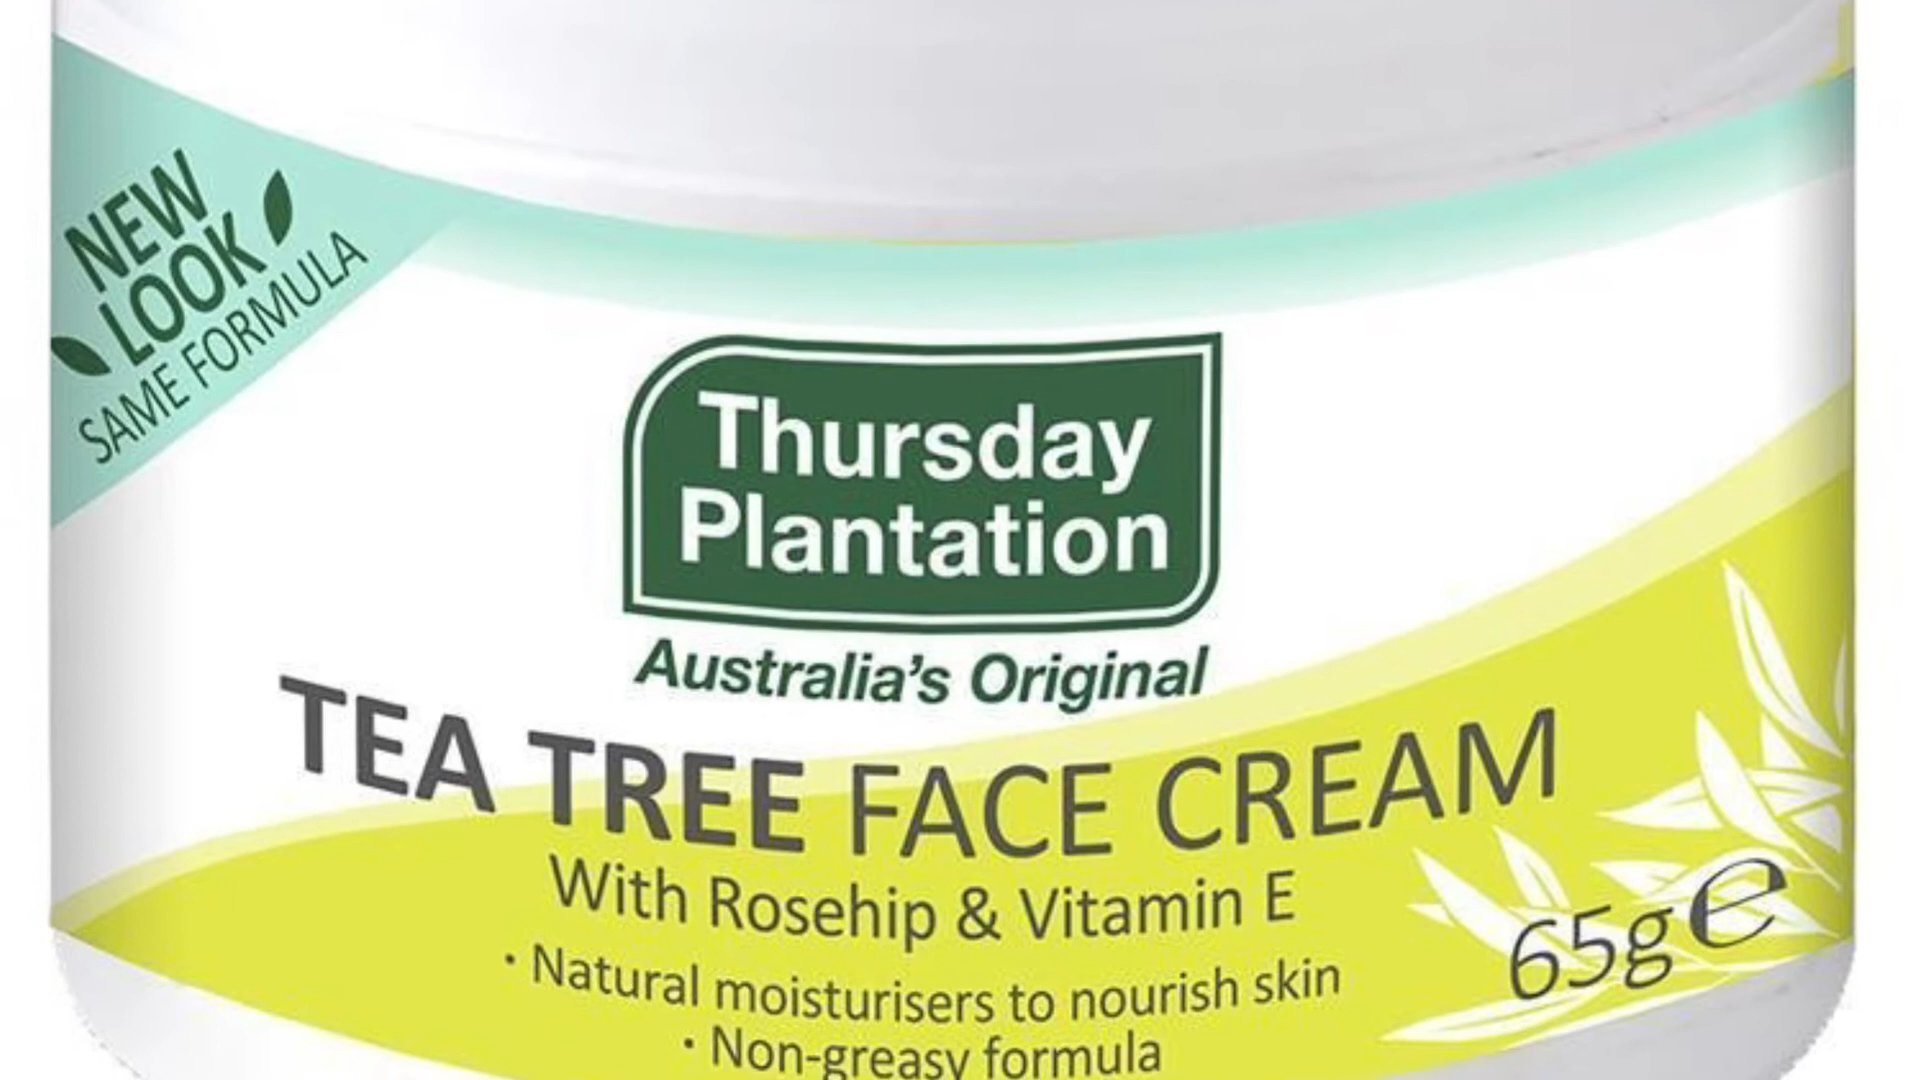 NEW
LOOK
SAME FORMULA
Thursday
Plantation
Australia's Original
TEA TREE FACE CREAM
With Rosehip & Vitamin E
· Natural moisturisers to nourish skin
· Non-greasy formula
65g e